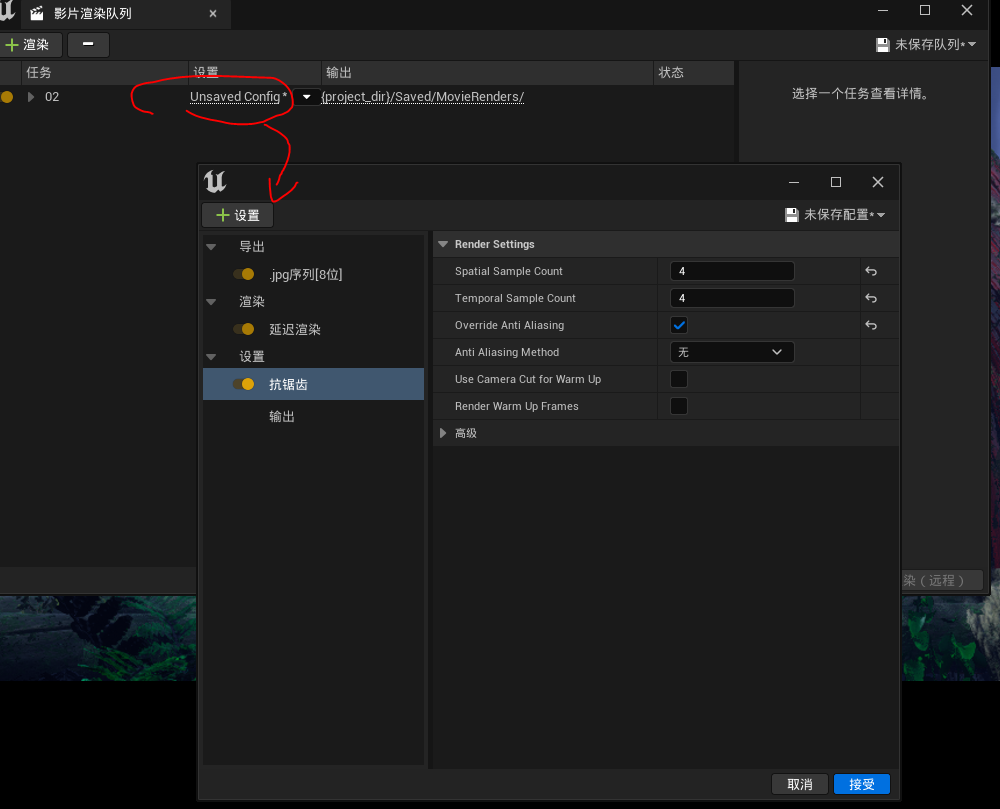 影片渲染队列
渲染
未保存队列*
任务 设置 输出 状态
02 Unsaved Config* {project_dir}/Saved/MovieRenders/
选择一个任务查看详情。
设置
未保存配置*
导出
.jpg序列[8位]
渲染
延迟渲染
设置
抗锯齿
输出
Render Settings
Spatial Sample Count 4
Temporal Sample Count 4
Override Anti Aliasing
Anti Aliasing Method 无
Use Camera Cut for Warm Up
Render Warm Up Frames
高级
染（远程）
取消 接受